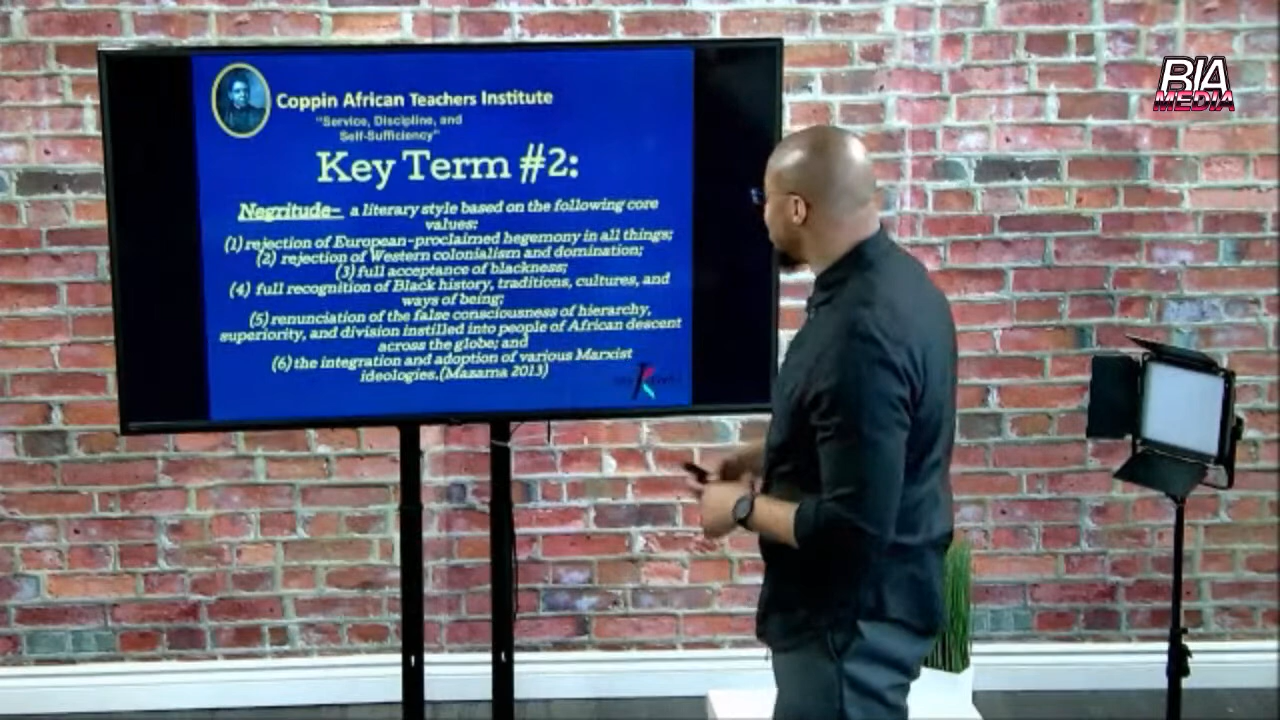 BIA
MEDIA
Coppin African Teachers Institute
"Service, Discipline, and
Self-Sufficiency"
Key Term #2:
Negritude- a literary style based on the following core
values:
(1) rejection of European-proclaimed hegemony in all things;
(2) rejection of Western colonialism and domination;
(3) full acceptance of blackness;
(4) full recognition of Black history, traditions, cultures, and
ways of being;
(5) renunciation of the false consciousness of hierarchy,
superiority, and division instilled into people of African descent
across the globe; and
(6) the integration and adoption of various Marxist
ideologies.(Mazama 2013)